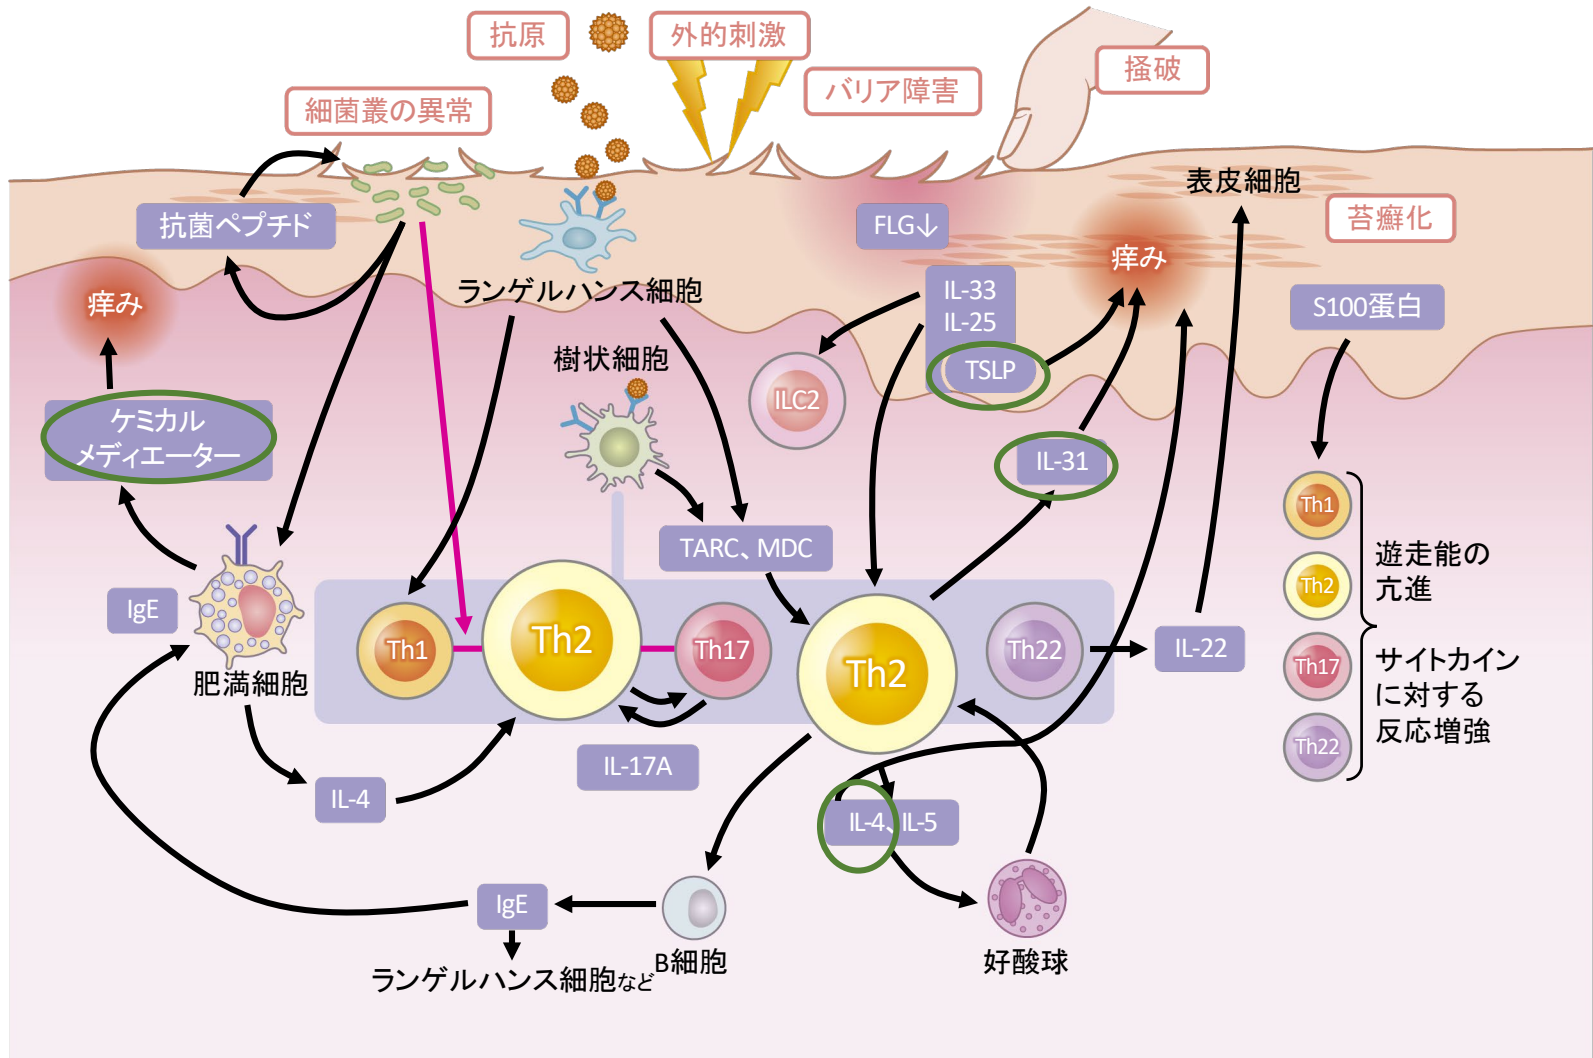 抗原
外的刺激
バリア障害
掻破
細菌叢の異常
表皮細胞
抗菌ペプチド
FLG↓
苔癬化
痒み
痒み
ランゲルハンス細胞
IL-33
IL-25
TSLP
S100蛋白
樹状細胞
ILC2
ケミカル
メディエーター
IL-31
Th1
TARC、MDC
遊走能の
亢進
Th2
IgE
Th1
Th2
Th17
Th2
Th22
IL-22
Th17
サイトカイン
に対する
反応増強
肥満細胞
Th22
IL-17A
IL-4
IL-4、IL-5
IgE
B細胞
好酸球
ランゲルハンス細胞など